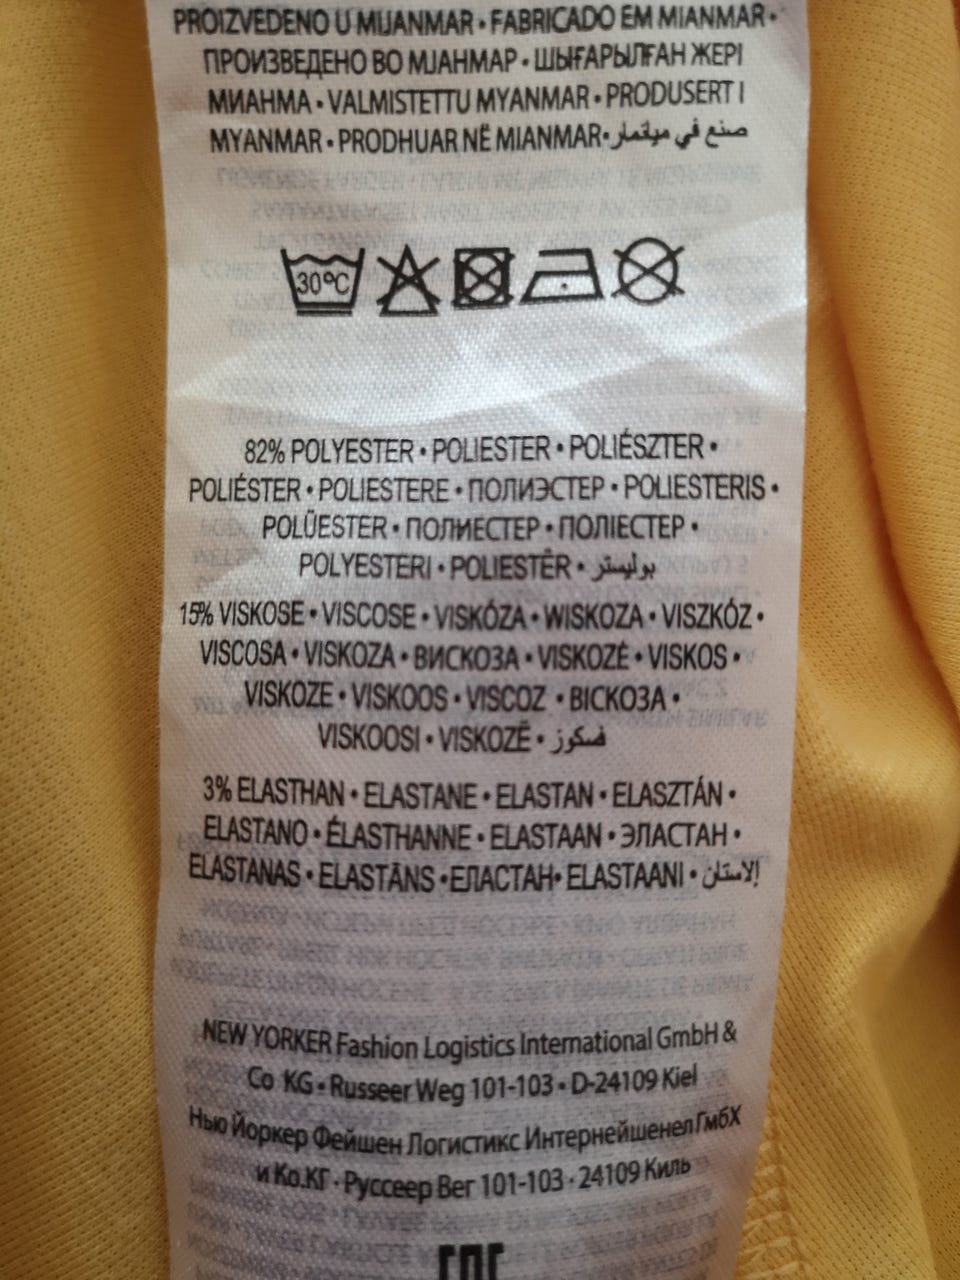 PROIZVEDENO U MIJANMAR • FABRICADO EM MIANMAR •
ПРОИЗВЕДЕНО ВО МЈАНМАР • ШЫҒАРЫЛҒАН ЖЕРІ
МИАНМА • VALMISTETTU MYANMAR • PRODUSERT I
MYANMAR • PRODHUAR NË MIANMAR • صنع في ميانمار
30°C
82% POLYESTER • POLIESTER • POLIÉSZTER •
POLIÉSTER • POLIESTERE • ПОЛИЭСТЕР • POLIESTERIS •
POLÜESTER • ПОЛИЕСТЕР • ПОЛІЕСТЕР •
POLYESTERI • POLIESTĒR • بوليستر
15% VISKOSE • VISCOSE • VISKÓZA • WISKOZA • VISZKÓZ •
VISCOSA • VISKOZA • ВИСКОЗА • VISKOZĖ • VISKOS •
VISKOZE • VISKOOS • VISCOZ • ВІСКОЗА •
VISKOOSI • VISKOZË • فسكوز
3% ELASTHAN • ELASTANE • ELASTAN • ELASZTÁN •
ELASTANO • ÉLASTHANNE • ELASTAAN • ЭЛАСТАН •
ELASTANAS • ELASTĀNS • ЕЛАСТАН • ELASTAANI • إلاستان
NEW YORKER Fashion Logistics International GmbH &
Co KG • Russeer Weg 101-103 • D-24109 Kiel
Нью Йоркер Фейшен Логистикс Интернейшенел ГмбХ
и Ко.КГ • Руссеер Вег 101-103 • 24109 Киль